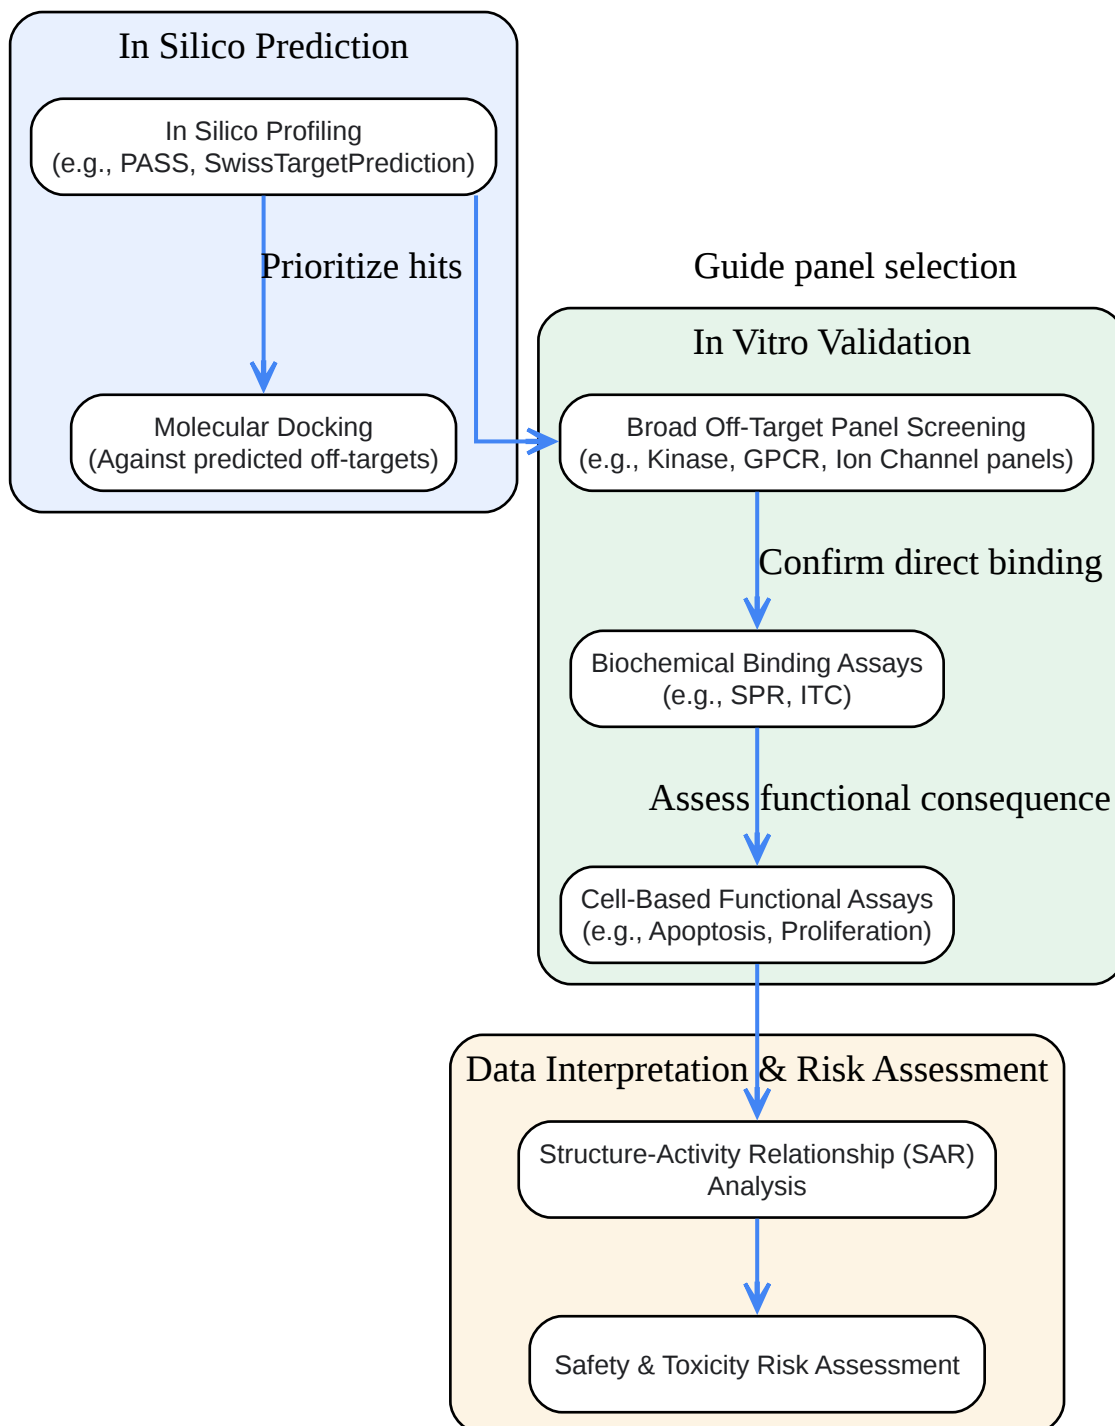 In Silico Prediction
In Silico Profiling
(e.g., PASS, SwissTargetPrediction)
Prioritize hits
Guide panel selection
Molecular Docking
(Against predicted off-targets)
In Vitro Validation
Broad Off-Target Panel Screening
(e.g., Kinase, GPCR, Ion Channel panels)
Confirm direct binding
Biochemical Binding Assays
(e.g., SPR, ITC)
Assess functional consequence
Cell-Based Functional Assays
(e.g., Apoptosis, Proliferation)
Data Interpretation & Risk Assessment
Structure-Activity Relationship (SAR)
Analysis
Safety & Toxicity Risk Assessment